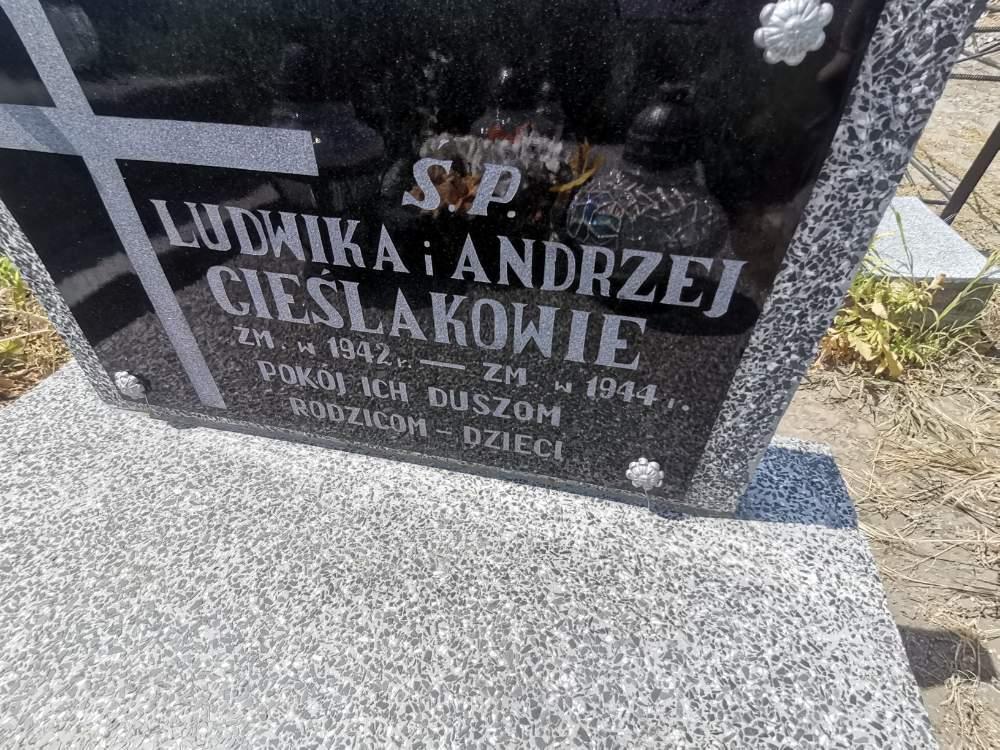 Ś.P.
LUDWIKA i ANDRZEJ
CIEŚLAKOWIE
ZM. w 1942 r. — ZM. w 1944 r.
POKÓJ ICH DUSZOM
RODZICOM - DZIECI